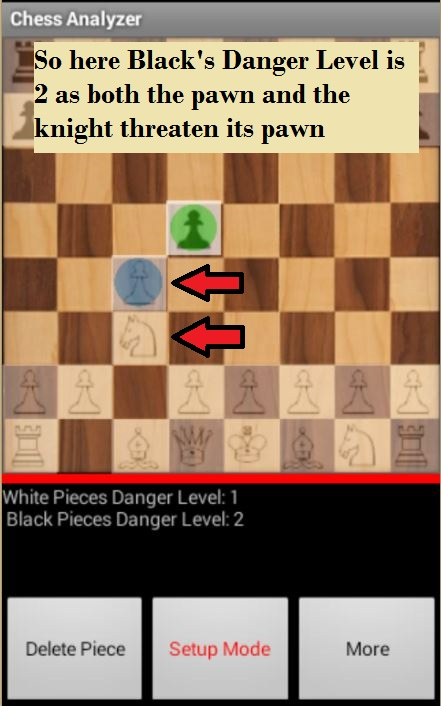 Chess Analyzer
So here Black's Danger Level is
2 as both the pawn and the
knight threaten its pawn
White Pieces Danger Level: 1
Black Pieces Danger Level: 2
Delete Piece
Setup Mode
More